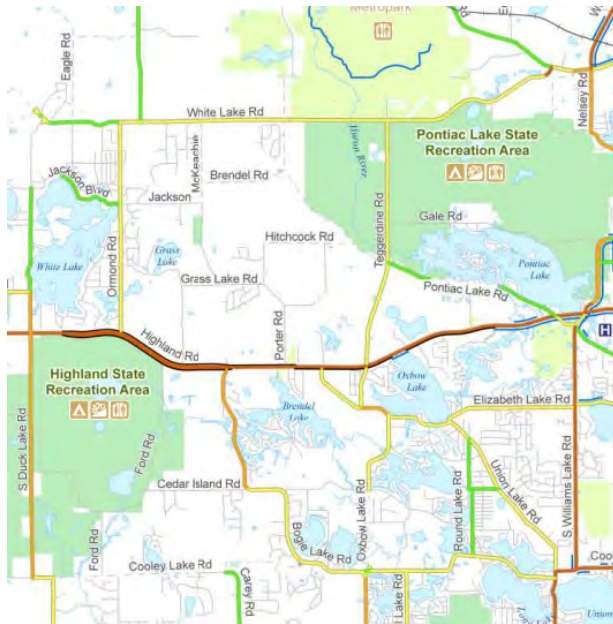 Metropark
Eagle Rd
Nelsey Rd
White Lake Rd
Huron River
Pontiac Lake State
Recreation Area
McKeachie
Brendel Rd
Jackson Blvd
Jackson
Teggerdine Rd
Gale Rd
Hitchcock Rd
White Lake
Ormond Rd
Grass
Lake
Pontiac
Lake
Grass Lake Rd
Pontiac Lake Rd
Highland Rd
Porter Rd
H
Highland State
Recreation Area
Oxbow
Lake
Brendel
Lake
Elizabeth Lake Rd
S Duck Lake Rd
Ford Rd
Cedar Island Rd
Union Lake Rd
S Williams Lake Rd
Oxbow Lake Rd
Round Lake Rd
Bogie Lake Rd
Ford Rd
Cooley Lake Rd
Carey Rd
Coo
l Lake Rd
Long Lake
Union